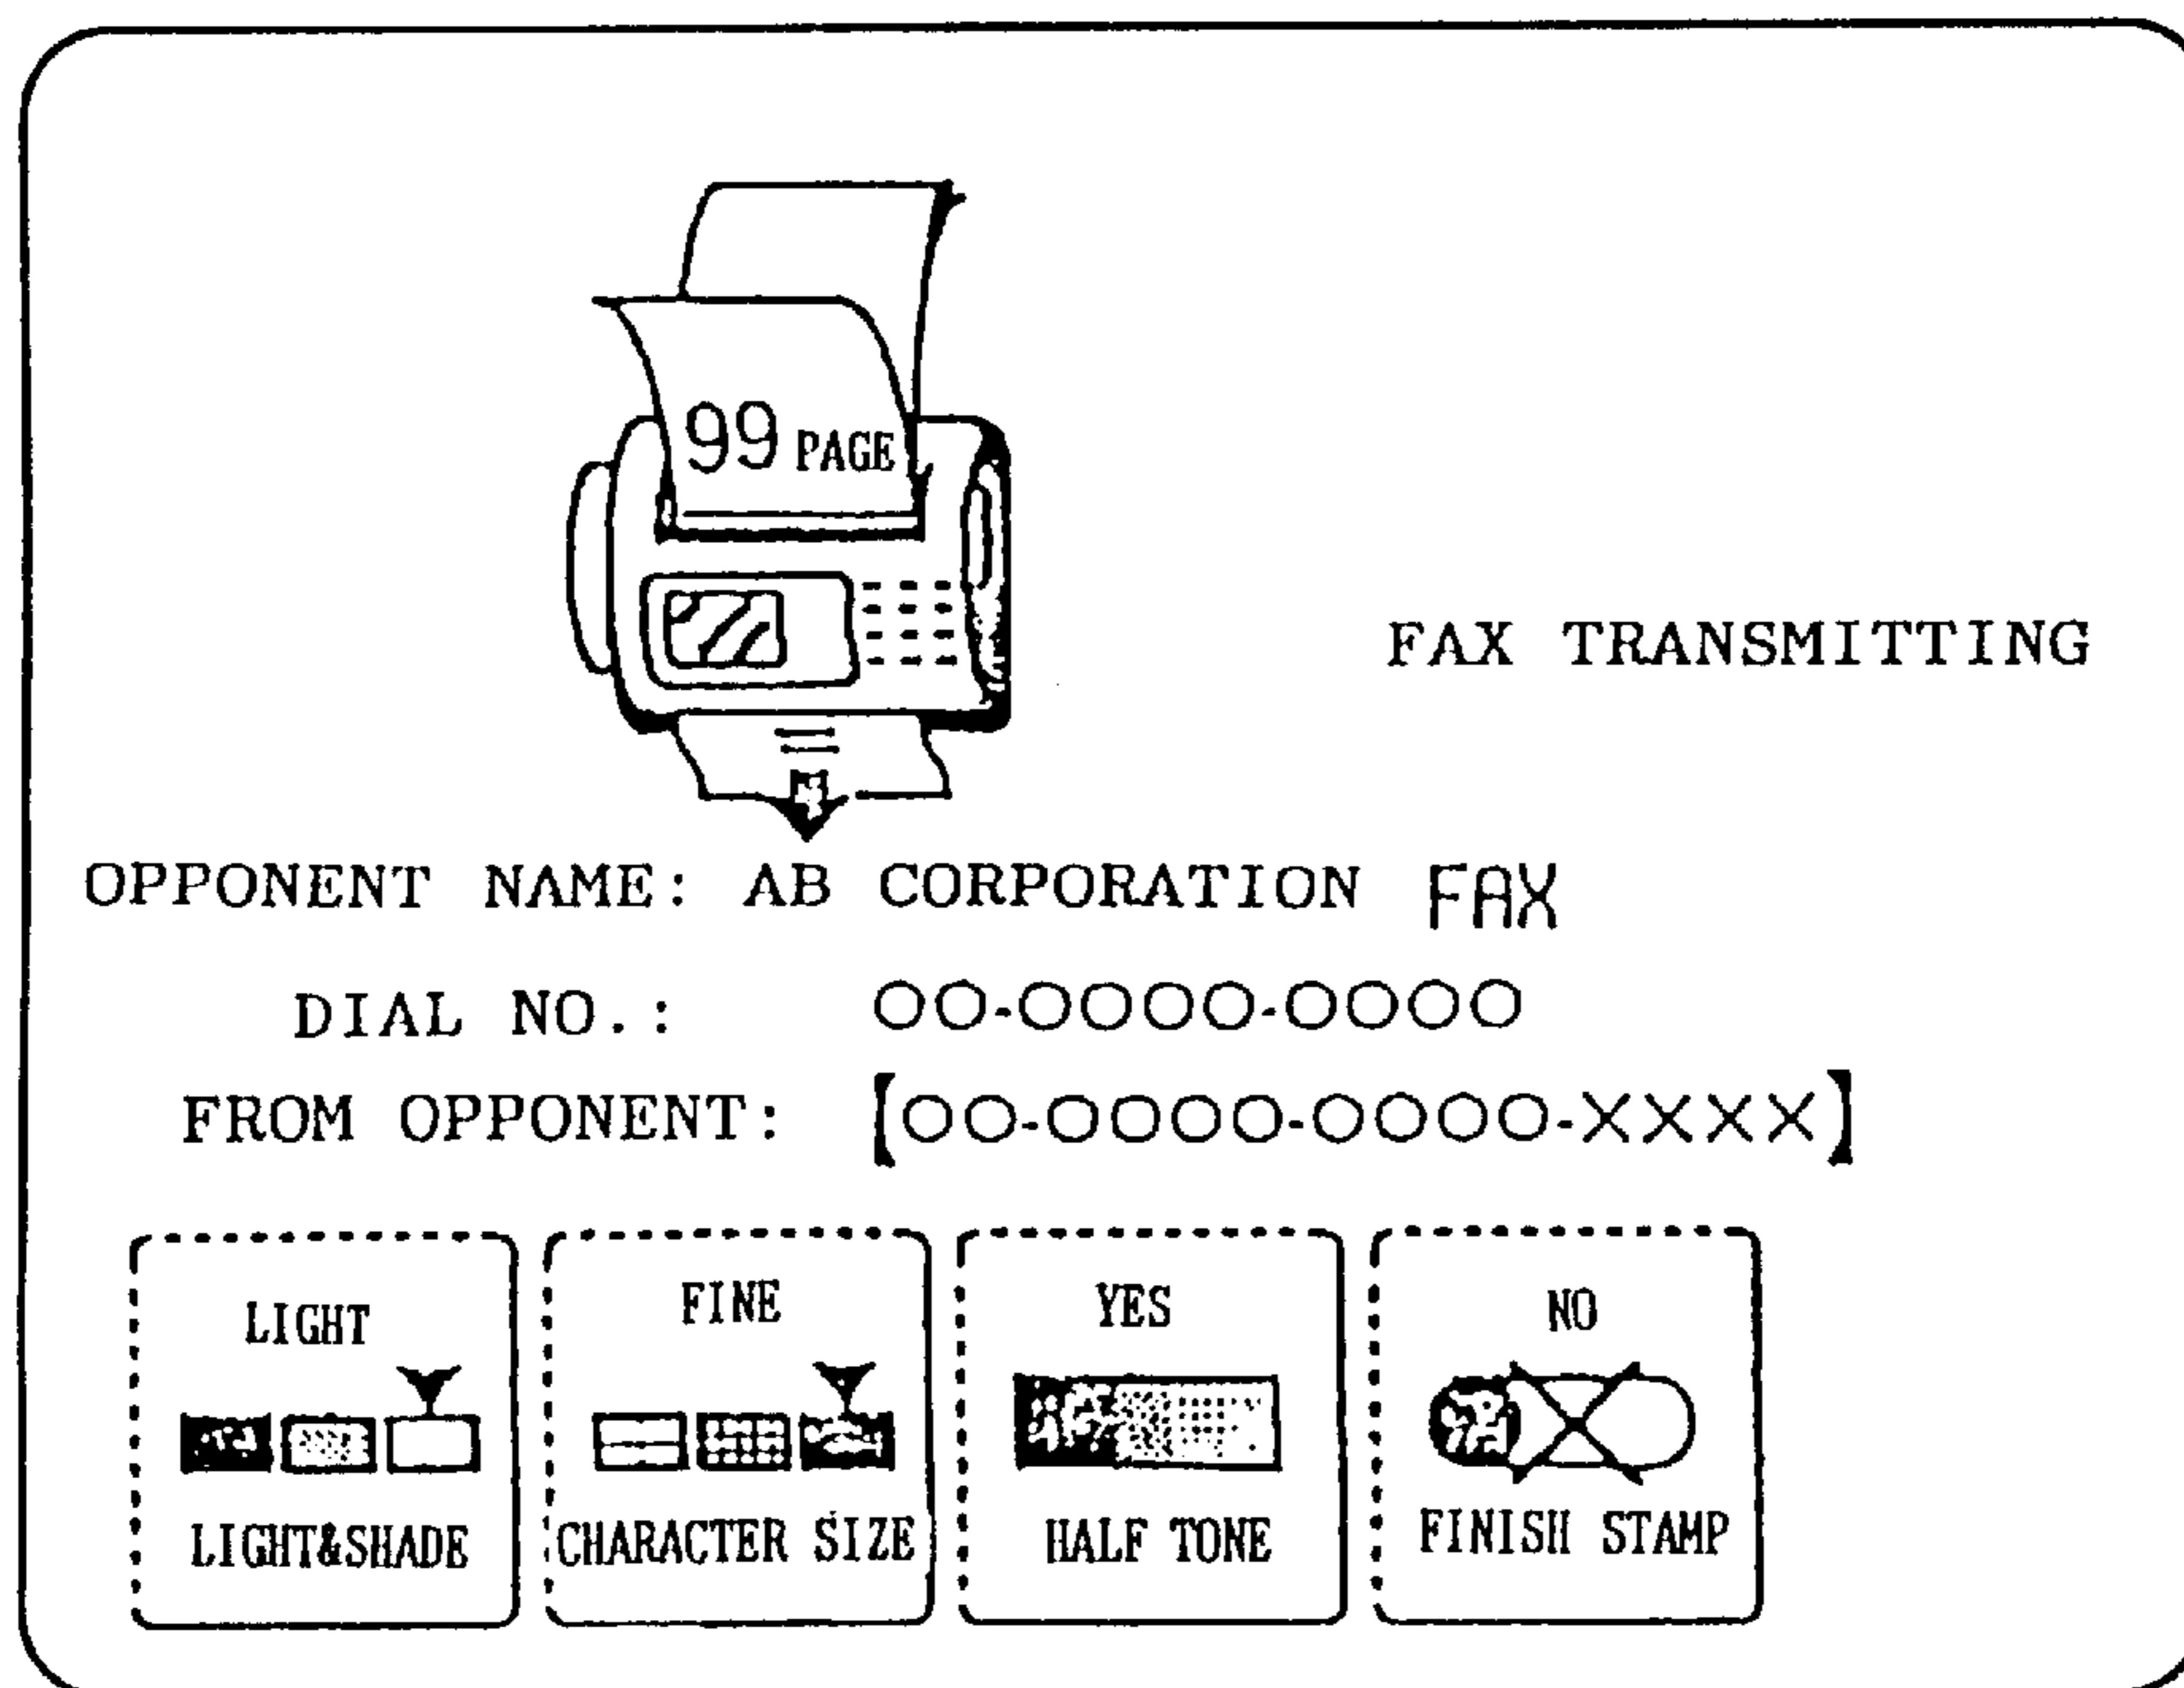 99 PAGE
FAX TRANSMITTING
OPPONENT NAME: AB CORPORATION FAX
DIAL NO.: OO-OOOO-OOOO
FROM OPPONENT: [OO-OOOO-OOOO-XXXX]
LIGHT FINE YES NO
LIGHT&SHADE CHARACTER SIZE HALF TONE FINISH STAMP